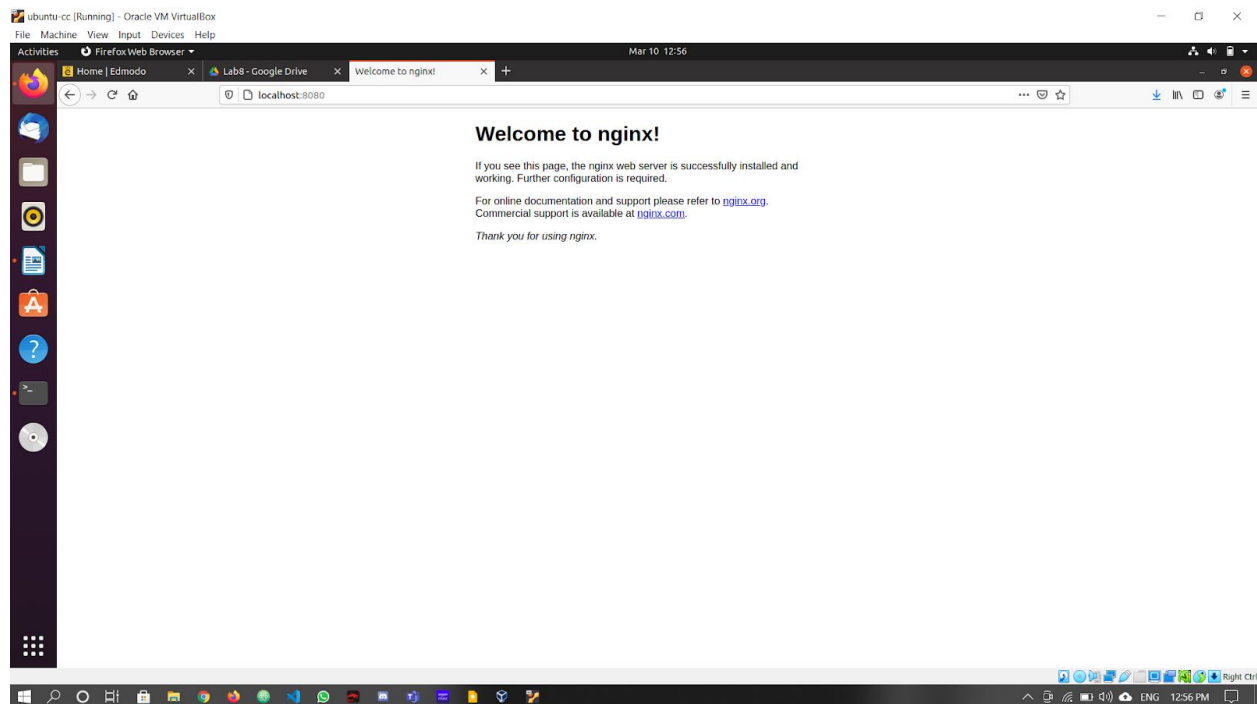 ubuntu-cc [Running] - Oracle VM VirtualBox
File Machine View Input Devices Help
Activities Firefox Web Browser Mar 10 12:56
Home | Edmodo Lab8 - Google Drive Welcome to nginx!
localhost:8080
Welcome to nginx!
If you see this page, the nginx web server is successfully installed and
working. Further configuration is required.
For online documentation and support please refer to nginx.org.
Commercial support is available at nginx.com.
Thank you for using nginx.
Right Ctrl
ENG 12:56 PM